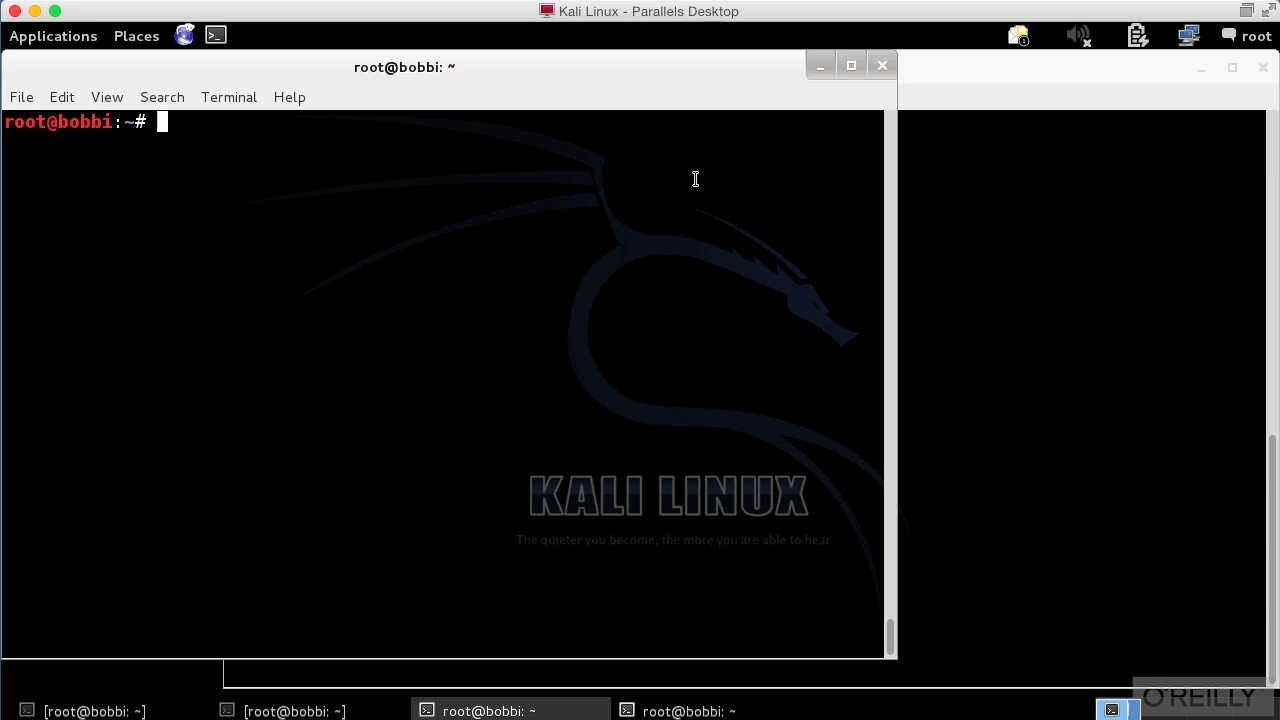 Kali Linux - Parallels Desktop
Applications Places root
root@bobbi: ~
File Edit View Search Terminal Help
root@bobbi:~#
KALI LINUX
The quieter you become, the more you are able to hear
[root@bobbi: ~] [root@bobbi: ~] root@bobbi: ~ root@bobbi: ~
O'REILLY